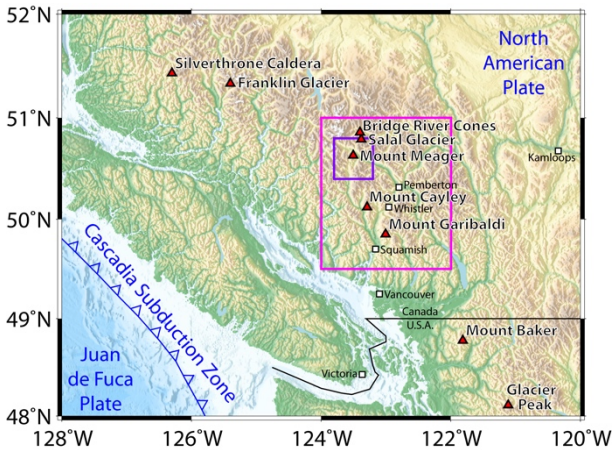 52°N
51°N
50°N
49°N
48°N
128°W
126°W
124°W
122°W
120°W
North
American
Plate
Silverthrone Caldera
Franklin Glacier
Bridge River Cones
Salal Glacier
Mount Meager
Kamloops
Pemberton
Mount Cayley
Whistler
Mount Garibaldi
Squamish
Cascadia Subduction Zone
Vancouver
Canada
U.S.A.
Mount Baker
Juan
de Fuca
Plate
Victoria
Glacier
Peak